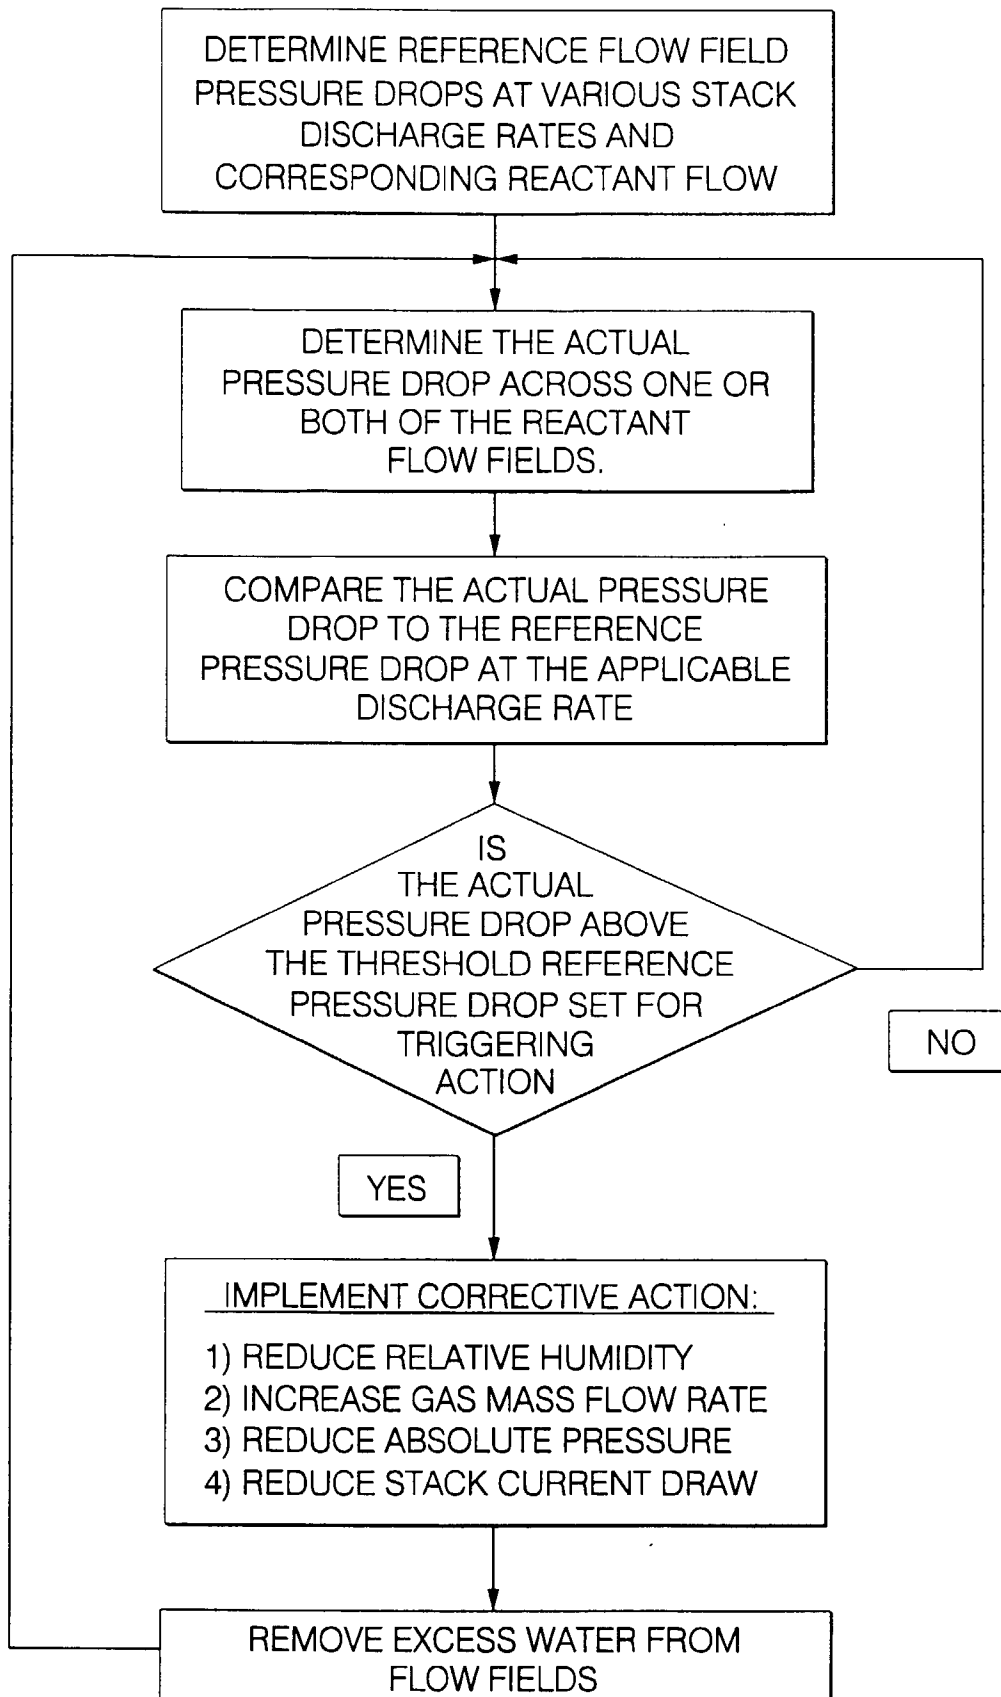 DETERMINE REFERENCE FLOW FIELD
PRESSURE DROPS AT VARIOUS STACK
DISCHARGE RATES AND
CORRESPONDING REACTANT FLOW
DETERMINE THE ACTUAL
PRESSURE DROP ACROSS ONE OR
BOTH OF THE REACTANT
FLOW FIELDS.
COMPARE THE ACTUAL PRESSURE
DROP TO THE REFERENCE
PRESSURE DROP AT THE APPLICABLE
DISCHARGE RATE
IS
THE ACTUAL
PRESSURE DROP ABOVE
THE THRESHOLD REFERENCE
PRESSURE DROP SET FOR
TRIGGERING
ACTION
NO
YES
IMPLEMENT CORRECTIVE ACTION:
1) REDUCE RELATIVE HUMIDITY
2) INCREASE GAS MASS FLOW RATE
3) REDUCE ABSOLUTE PRESSURE
4) REDUCE STACK CURRENT DRAW
REMOVE EXCESS WATER FROM
FLOW FIELDS